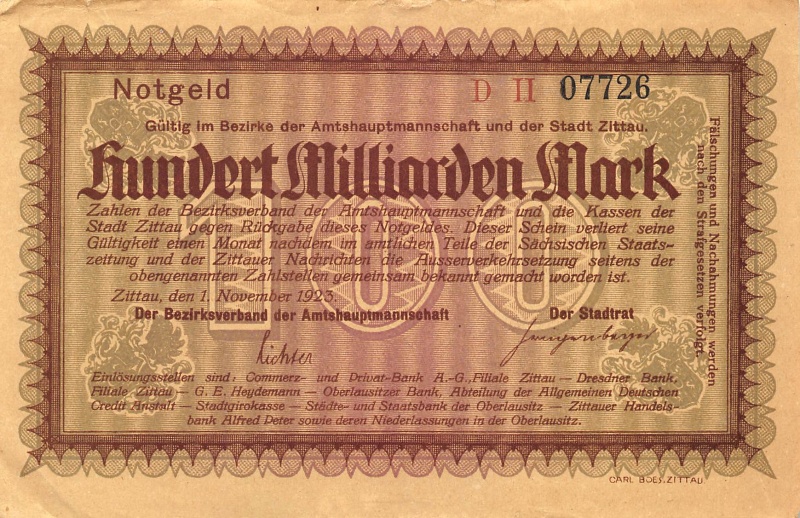 Notgeld D II 07726
Gültig im Bezirke der Amtshauptmannschaft und der Stadt Zittau.
Hundert Milliarden Mark
Zahlen der Bezirksverband der Amtshauptmannschaft und die Kassen der
Stadt Zittau gegen Rückgabe dieses Notgeldes. Dieser Schein verliert seine
Gültigkeit einen Monat nachdem im amtlichen Teile der Sächsischen Staats-
zeitung und der Zittauer Nachrichten die Ausserverkehrsetzung seitens der
obengenannten Zahlstellen gemeinsam bekannt gemacht worden ist.
100
Zittau, den 1. November 1923.
Der Bezirksverband der Amtshauptmannschaft Der Stadtrat
Richter
Einlösungsstellen sind: Commerz- und Privat-Bank A.-G., Filiale Zittau — Dresdner Bank,
Filiale Zittau — G. E. Heydemann — Oberlausitzer Bank, Abteilung der Allgemeinen Deutschen
Credit Anstalt — Stadtgirokasse — Städte- und Staatsbank der Oberlausitz — Zittauer Handels-
bank Alfred Peter sowie deren Niederlassungen in der Oberlausitz.
Fälschungen und Nachahmungen werden
nach den Strafgesetzen verfolgt.
CARL BOES. ZITTAU